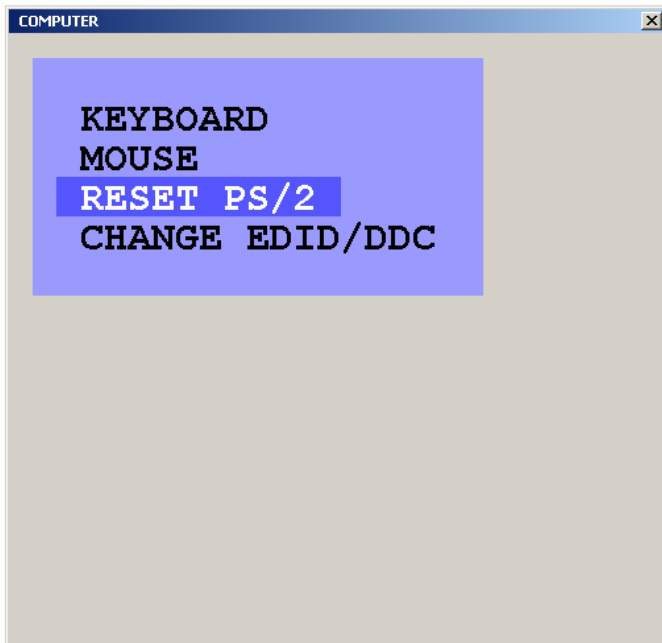 COMPUTER
KEYBOARD
MOUSE
RESET PS/2
CHANGE EDID/DDC